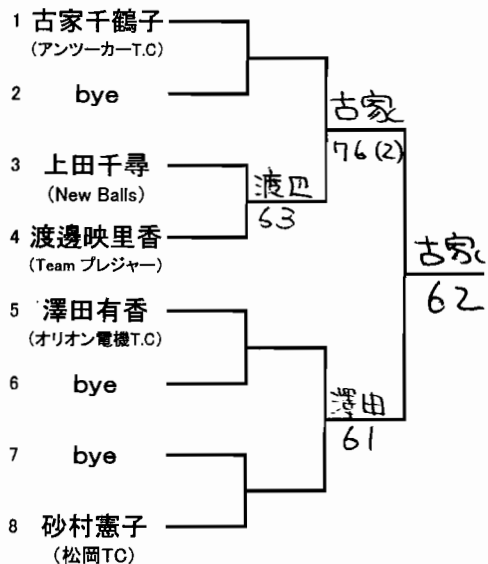 1 古家千鶴子
(アンツーカーT.C)
2 bye
3 上田千尋
(New Balls)
4 渡邊映里香
(Team プレジャー)
5 澤田有香
(オリオン電機T.C)
6 bye
7 bye
8 砂村憲子
(松岡TC)
渡辺
63
古家
76(2)
澤田
61
古家
62